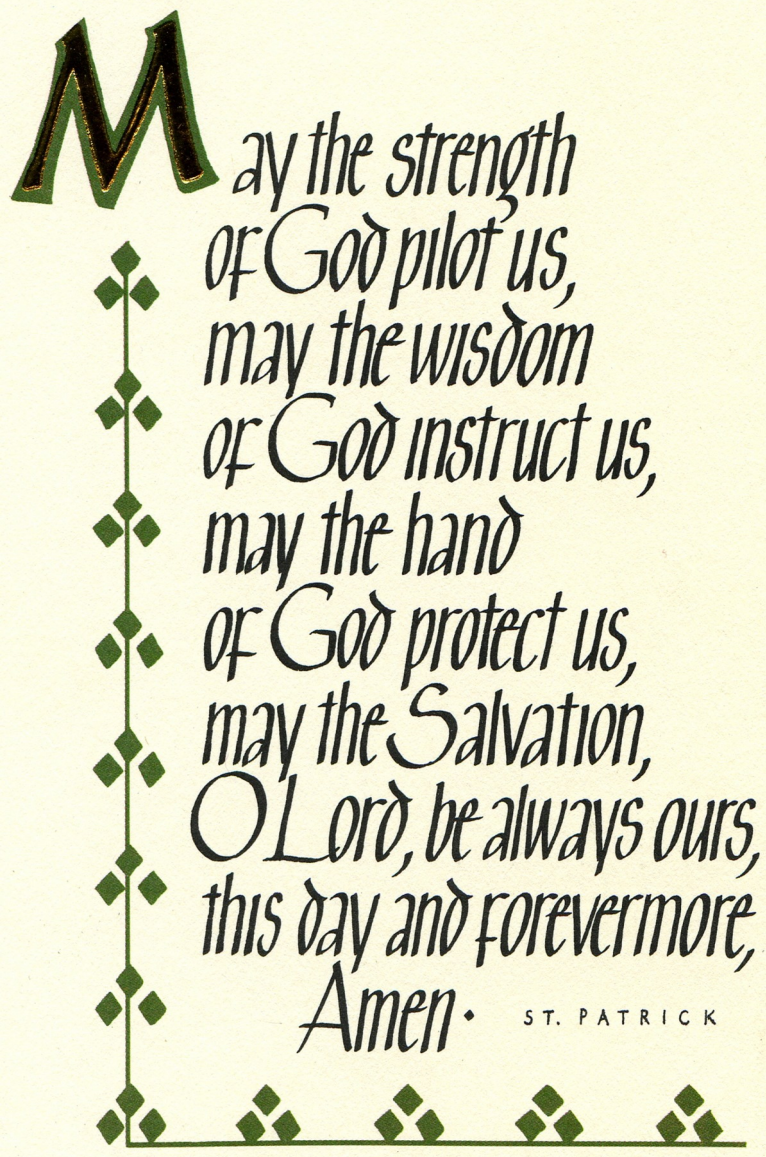 May the strength
of God pilot us,
may the wisdom
of God instruct us,
may the hand
of God protect us,
may the Salvation,
O Lord, be always ours,
this day and forevermore,
Amen· ST. PATRICK